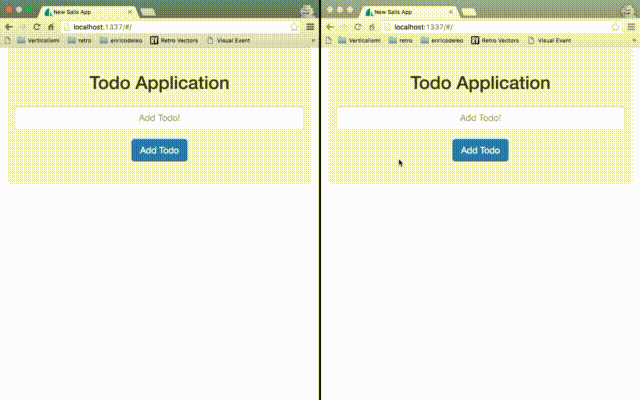 New Sails App
localhost:1337/#/
Verticalismi retro enricodeleo Retro Vectors Visual Event »
Todo Application
Add Todo!
Add Todo
New Sails App
localhost:1337/#/
Verticalismi retro enricodeleo Retro Vectors Visual Event »
Todo Application
Add Todo!
Add Todo